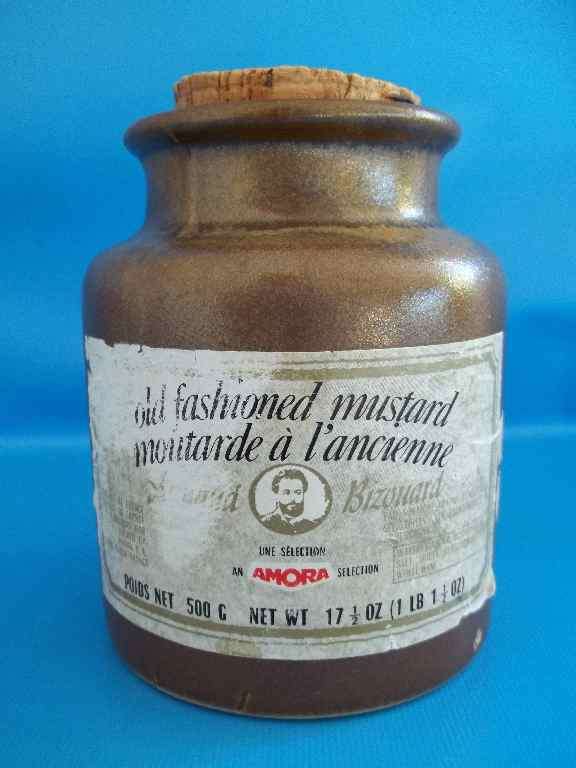 old fashioned mustard
moutarde à l'ancienne
Bizouard
UNE SÉLECTION
AN AMORA SELECTION
POIDS NET 500 G NET WT 17 ½ OZ (1 LB 1 ½ OZ)